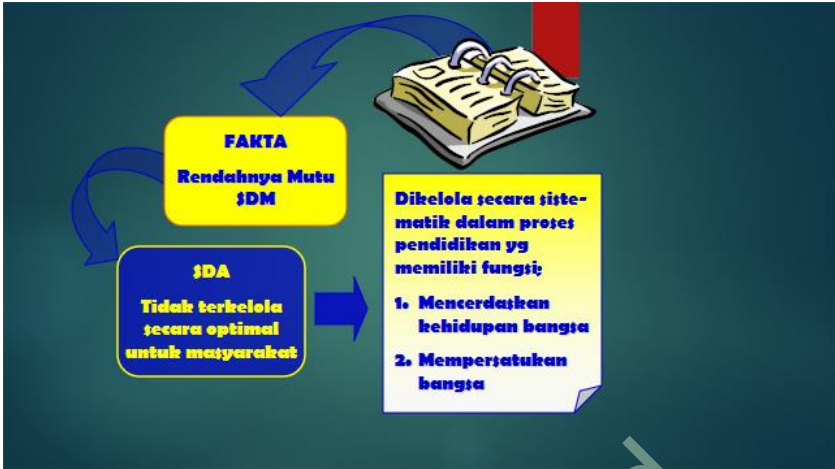 FAKTA
Rendahnya Mutu
SDM
SDA
Tidak terkelola
secara optimal
untuk masyarakat
Dikelola secara siste-
matik dalam proses
pendidikan yg
memiliki fungsi;
1. Mencerdaskan
kehidupan bangsa
2. Mempersatukan
bangsa